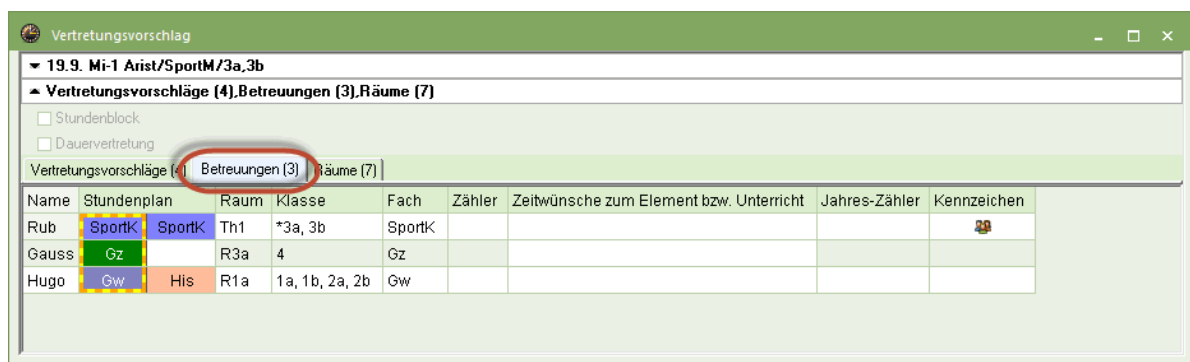 Vertretungsvorschlag
19.9. Mi-1 Arist/SportM/3a,3b
Vertretungsvorschläge (4),Betreuungen (3),Räume (7)
Stundenblock
Dauervertretung
Vertretungsvorschläge (4) Betreuungen (3) Räume (7)
Name Stundenplan Raum Klasse Fach Zähler Zeitwünsche zum Element bzw. Unterricht Jahres-Zähler Kennzeichen
Rub SportK SportK Th1 *3a, 3b SportK
Gauss Gz R3a 4 Gz
Hugo Gw His R1a 1a, 1b, 2a, 2b Gw